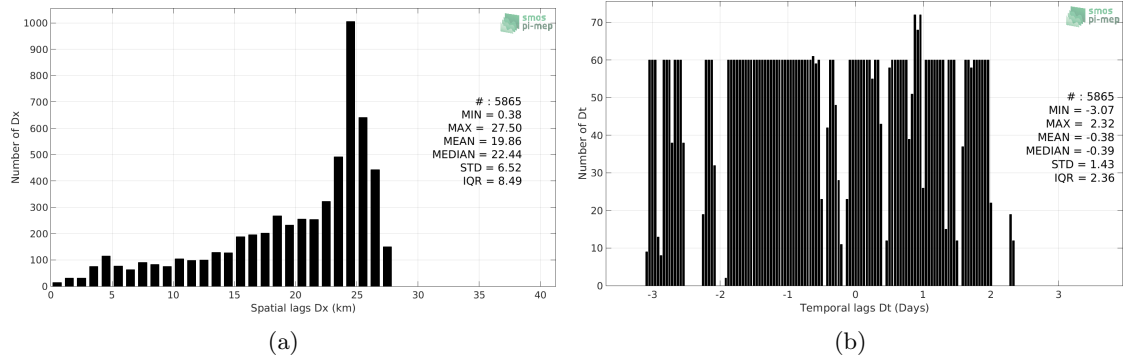 smos
pi-mep
1000
900
800
700
600
500
400
300
200
100
0
Number of Dx
# : 5865
MIN = 0.38
MAX = 27.50
MEAN = 19.86
MEDIAN = 22.44
STD = 6.52
IQR = 8.49
0 5 10 15 20 25 30 35 40
Spatial lags Dx (km)
(a)
smos
pi-mep
70
60
50
40
30
20
10
0
Number of Dt
# : 5865
MIN = -3.07
MAX = 2.32
MEAN = -0.38
MEDIAN = -0.39
STD = 1.43
IQR = 2.36
-3 -2 -1 0 1 2 3
Temporal lags Dt (Days)
(b)